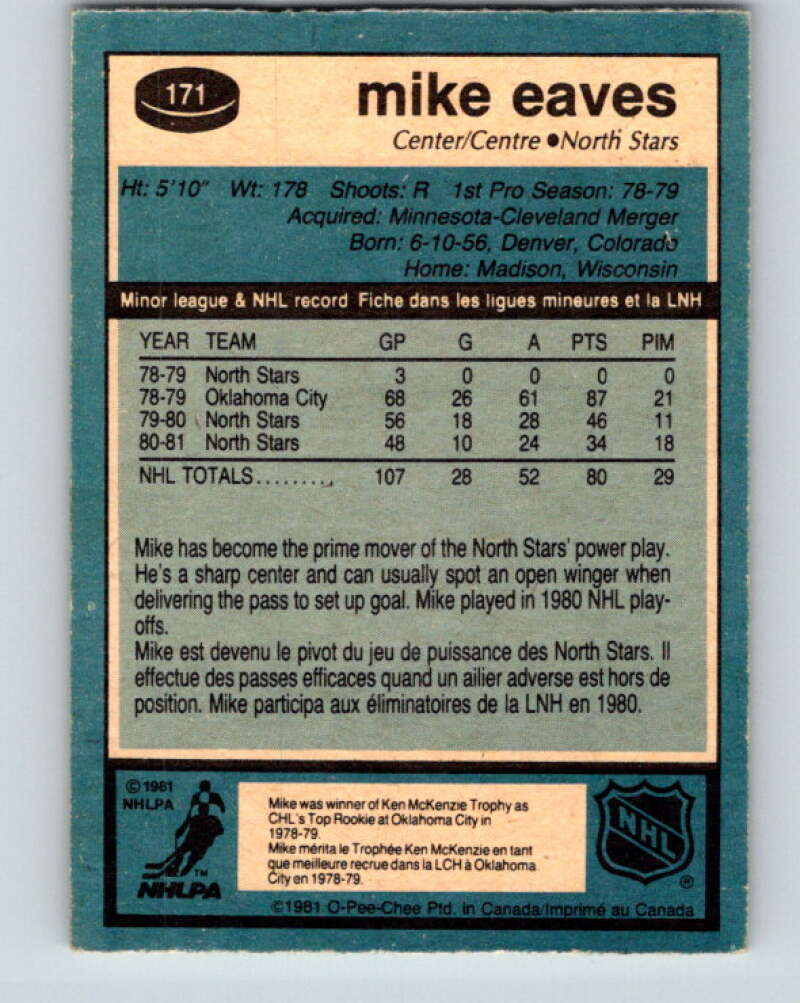 171
mike eaves
Center/Centre ●North Stars
Ht: 5'10" Wt: 178 Shoots: R 1st Pro Season: 78-79
Acquired: Minnesota-Cleveland Merger
Born: 6-10-56, Denver, Colorado
Home: Madison, Wisconsin
Minor league & NHL record Fiche dans les ligues mineures et la LNH
YEAR TEAM GP G A PTS PIM
78-79 North Stars 3 0 0 0 0
78-79 Oklahoma City 68 26 61 87 21
79-80 North Stars 56 18 28 46 11
80-81 North Stars 48 10 24 34 18
NHL TOTALS......... 107 28 52 80 29
Mike has become the prime mover of the North Stars' power play.
He's a sharp center and can usually spot an open winger when
delivering the pass to set up goal. Mike played in 1980 NHL play-
offs.
Mike est devenu le pivot du jeu de puissance des North Stars. Il
effectue des passes efficaces quand un ailier adverse est hors de
position. Mike participa aux éliminatoires de la LNH en 1980.
©1981
NHLPA
TM
NHLPA
Mike was winner of Ken McKenzie Trophy as
CHL's Top Rookie at Oklahoma City in
1978-79.
Mike mérita le Trophée Ken McKenzie en tant
que meilleure recrue dans la LCH à Oklahoma
City en 1978-79.
NHL
®
©1981 O-Pee-Chee Ptd. in Canada/Imprimé au Canada